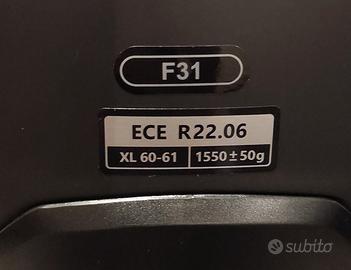 F31
ECE R22.06
XL 60-61 1550±50g
subito